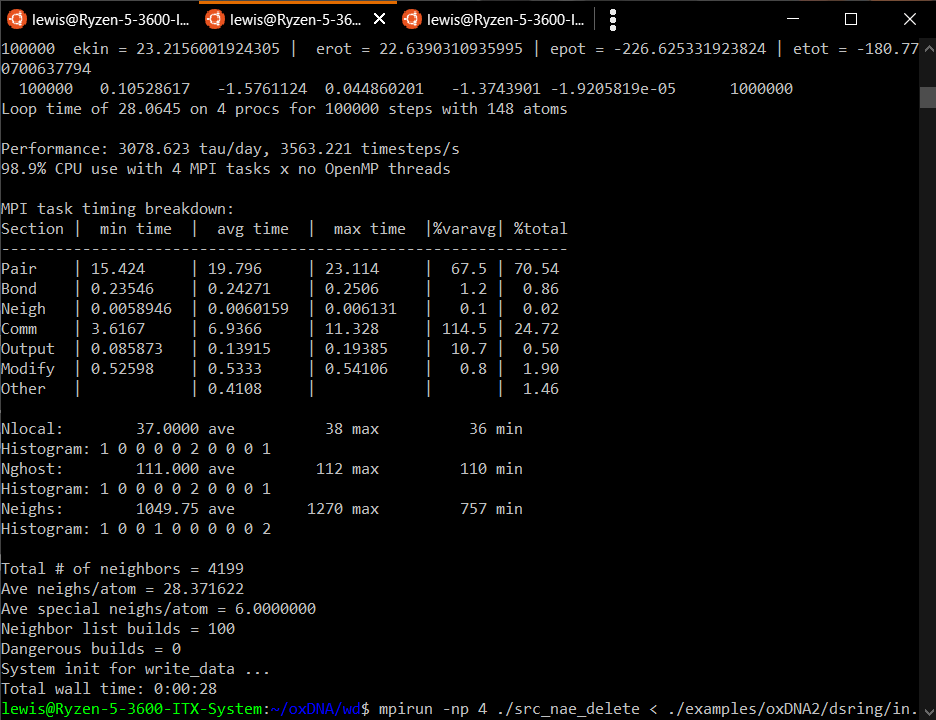 lewis@Ryzen-5-3600-I...
lewis@Ryzen-5-36...
lewis@Ryzen-5-3600-I...
100000  ekin = 23.2156001924305 |  erot = 22.6390310935995 | epot = -226.625331923824 | etot = -180.77
0700637794
  100000   0.10528617   -1.5761124  0.044860201   -1.3743901 -1.9205819e-05      1000000
Loop time of 28.0645 on 4 procs for 100000 steps with 148 atoms

Performance: 3078.623 tau/day, 3563.221 timesteps/s
98.9% CPU use with 4 MPI tasks x no OpenMP threads

MPI task timing breakdown:
Section |  min time  |  avg time  |  max time  |%varavg| %total
---------------------------------------------------------------
Pair    | 15.424     | 19.796     | 23.114     |  67.5 | 70.54
Bond    | 0.23546    | 0.24271    | 0.2506     |   1.2 |  0.86
Neigh   | 0.0058946  | 0.0060159  | 0.006131   |   0.1 |  0.02
Comm    | 3.6167     | 6.9366     | 11.328     | 114.5 | 24.72
Output  | 0.085873   | 0.13915    | 0.19385    |  10.7 |  0.50
Modify  | 0.52598    | 0.5333     | 0.54106    |   0.8 |  1.90
Other   |            | 0.4108     |            |       |  1.46

Nlocal:        37.0000 ave          38 max          36 min
Histogram: 1 0 0 0 0 2 0 0 0 1
Nghost:        111.000 ave         112 max         110 min
Histogram: 1 0 0 0 0 2 0 0 0 1
Neighs:        1049.75 ave        1270 max         757 min
Histogram: 1 0 0 1 0 0 0 0 0 2

Total # of neighbors = 4199
Ave neighs/atom = 28.371622
Ave special neighs/atom = 6.0000000
Neighbor list builds = 100
Dangerous builds = 0
System init for write_data ...
Total wall time: 0:00:28
lewis@Ryzen-5-3600-ITX-System:~/oxDNA/wd$ mpirun -np 4 ./src_nae_delete < ./examples/oxDNA2/dsring/in.